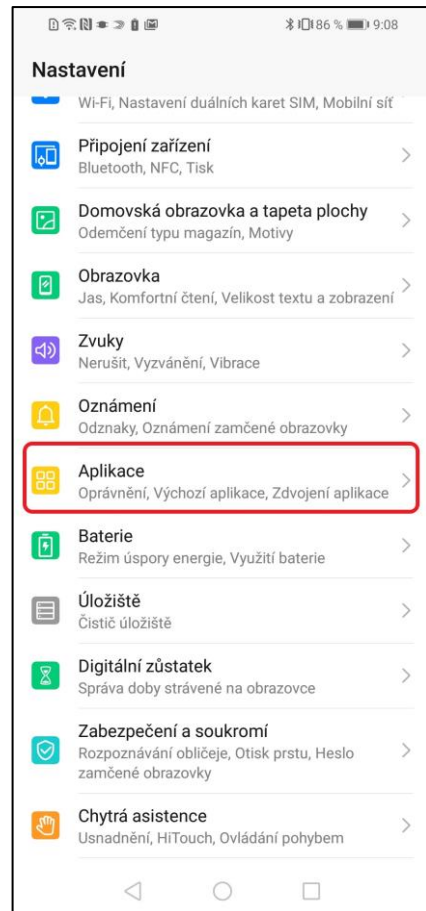 86 % 9:08
Nastavení
Wi-Fi, Nastavení duálních karet SIM, Mobilní síť
Připojení zařízení
Bluetooth, NFC, Tisk
Domovská obrazovka a tapeta plochy
Odemčení typu magazín, Motivy
Obrazovka
Jas, Komfortní čtení, Velikost textu a zobrazení
Zvuky
Nerušit, Vyzvánění, Vibrace
Oznámení
Odznaky, Oznámení zamčené obrazovky
Aplikace
Oprávnění, Výchozí aplikace, Zdvojení aplikace
Baterie
Režim úspory energie, Využití baterie
Úložiště
Čistič úložiště
Digitální zůstatek
Správa doby strávené na obrazovce
Zabezpečení a soukromí
Rozpoznávání obličeje, Otisk prstu, Heslo
zamčené obrazovky
Chytrá asistence
Usnadnění, HiTouch, Ovládání pohybem